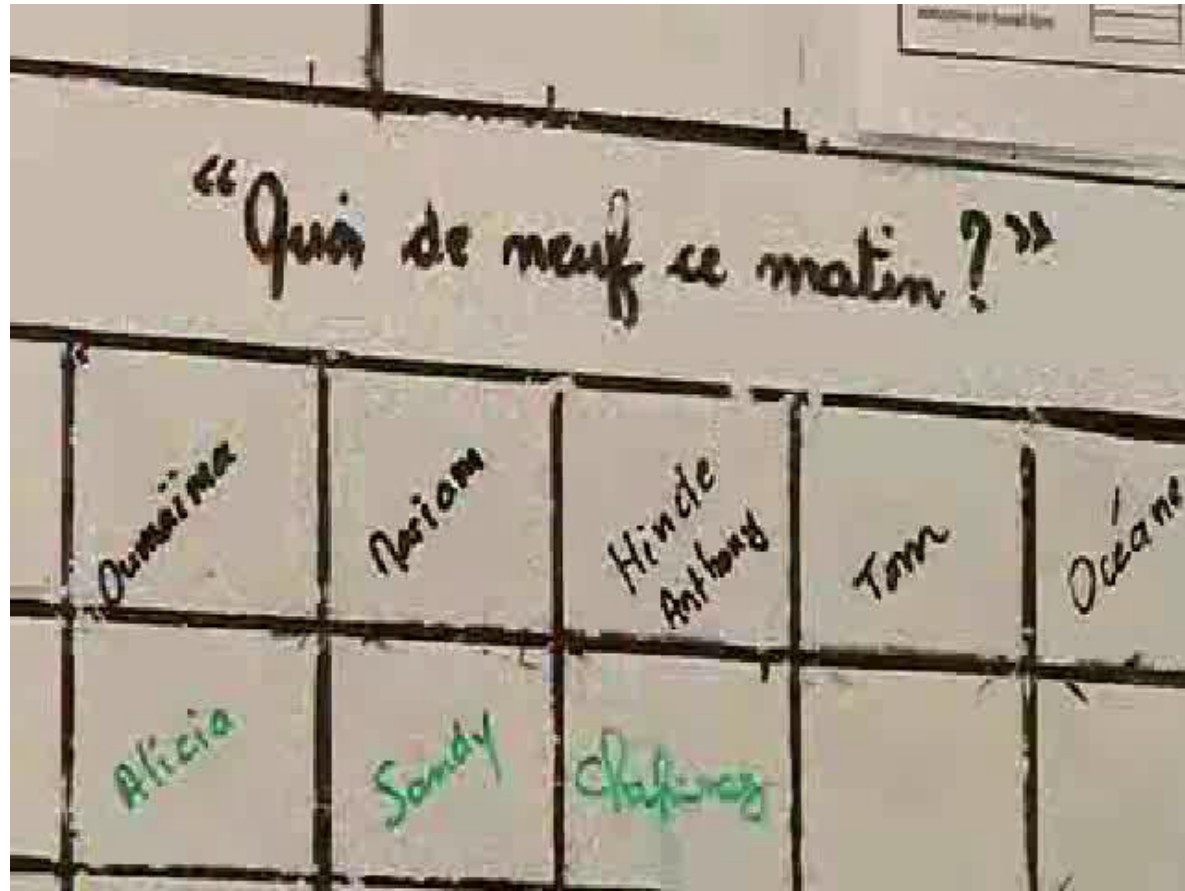 “Quoi de neuf ce matin ?”
Oumaïma
Mariam
Hinde
Anthony
Tom
Océane
Alicia
Sandy